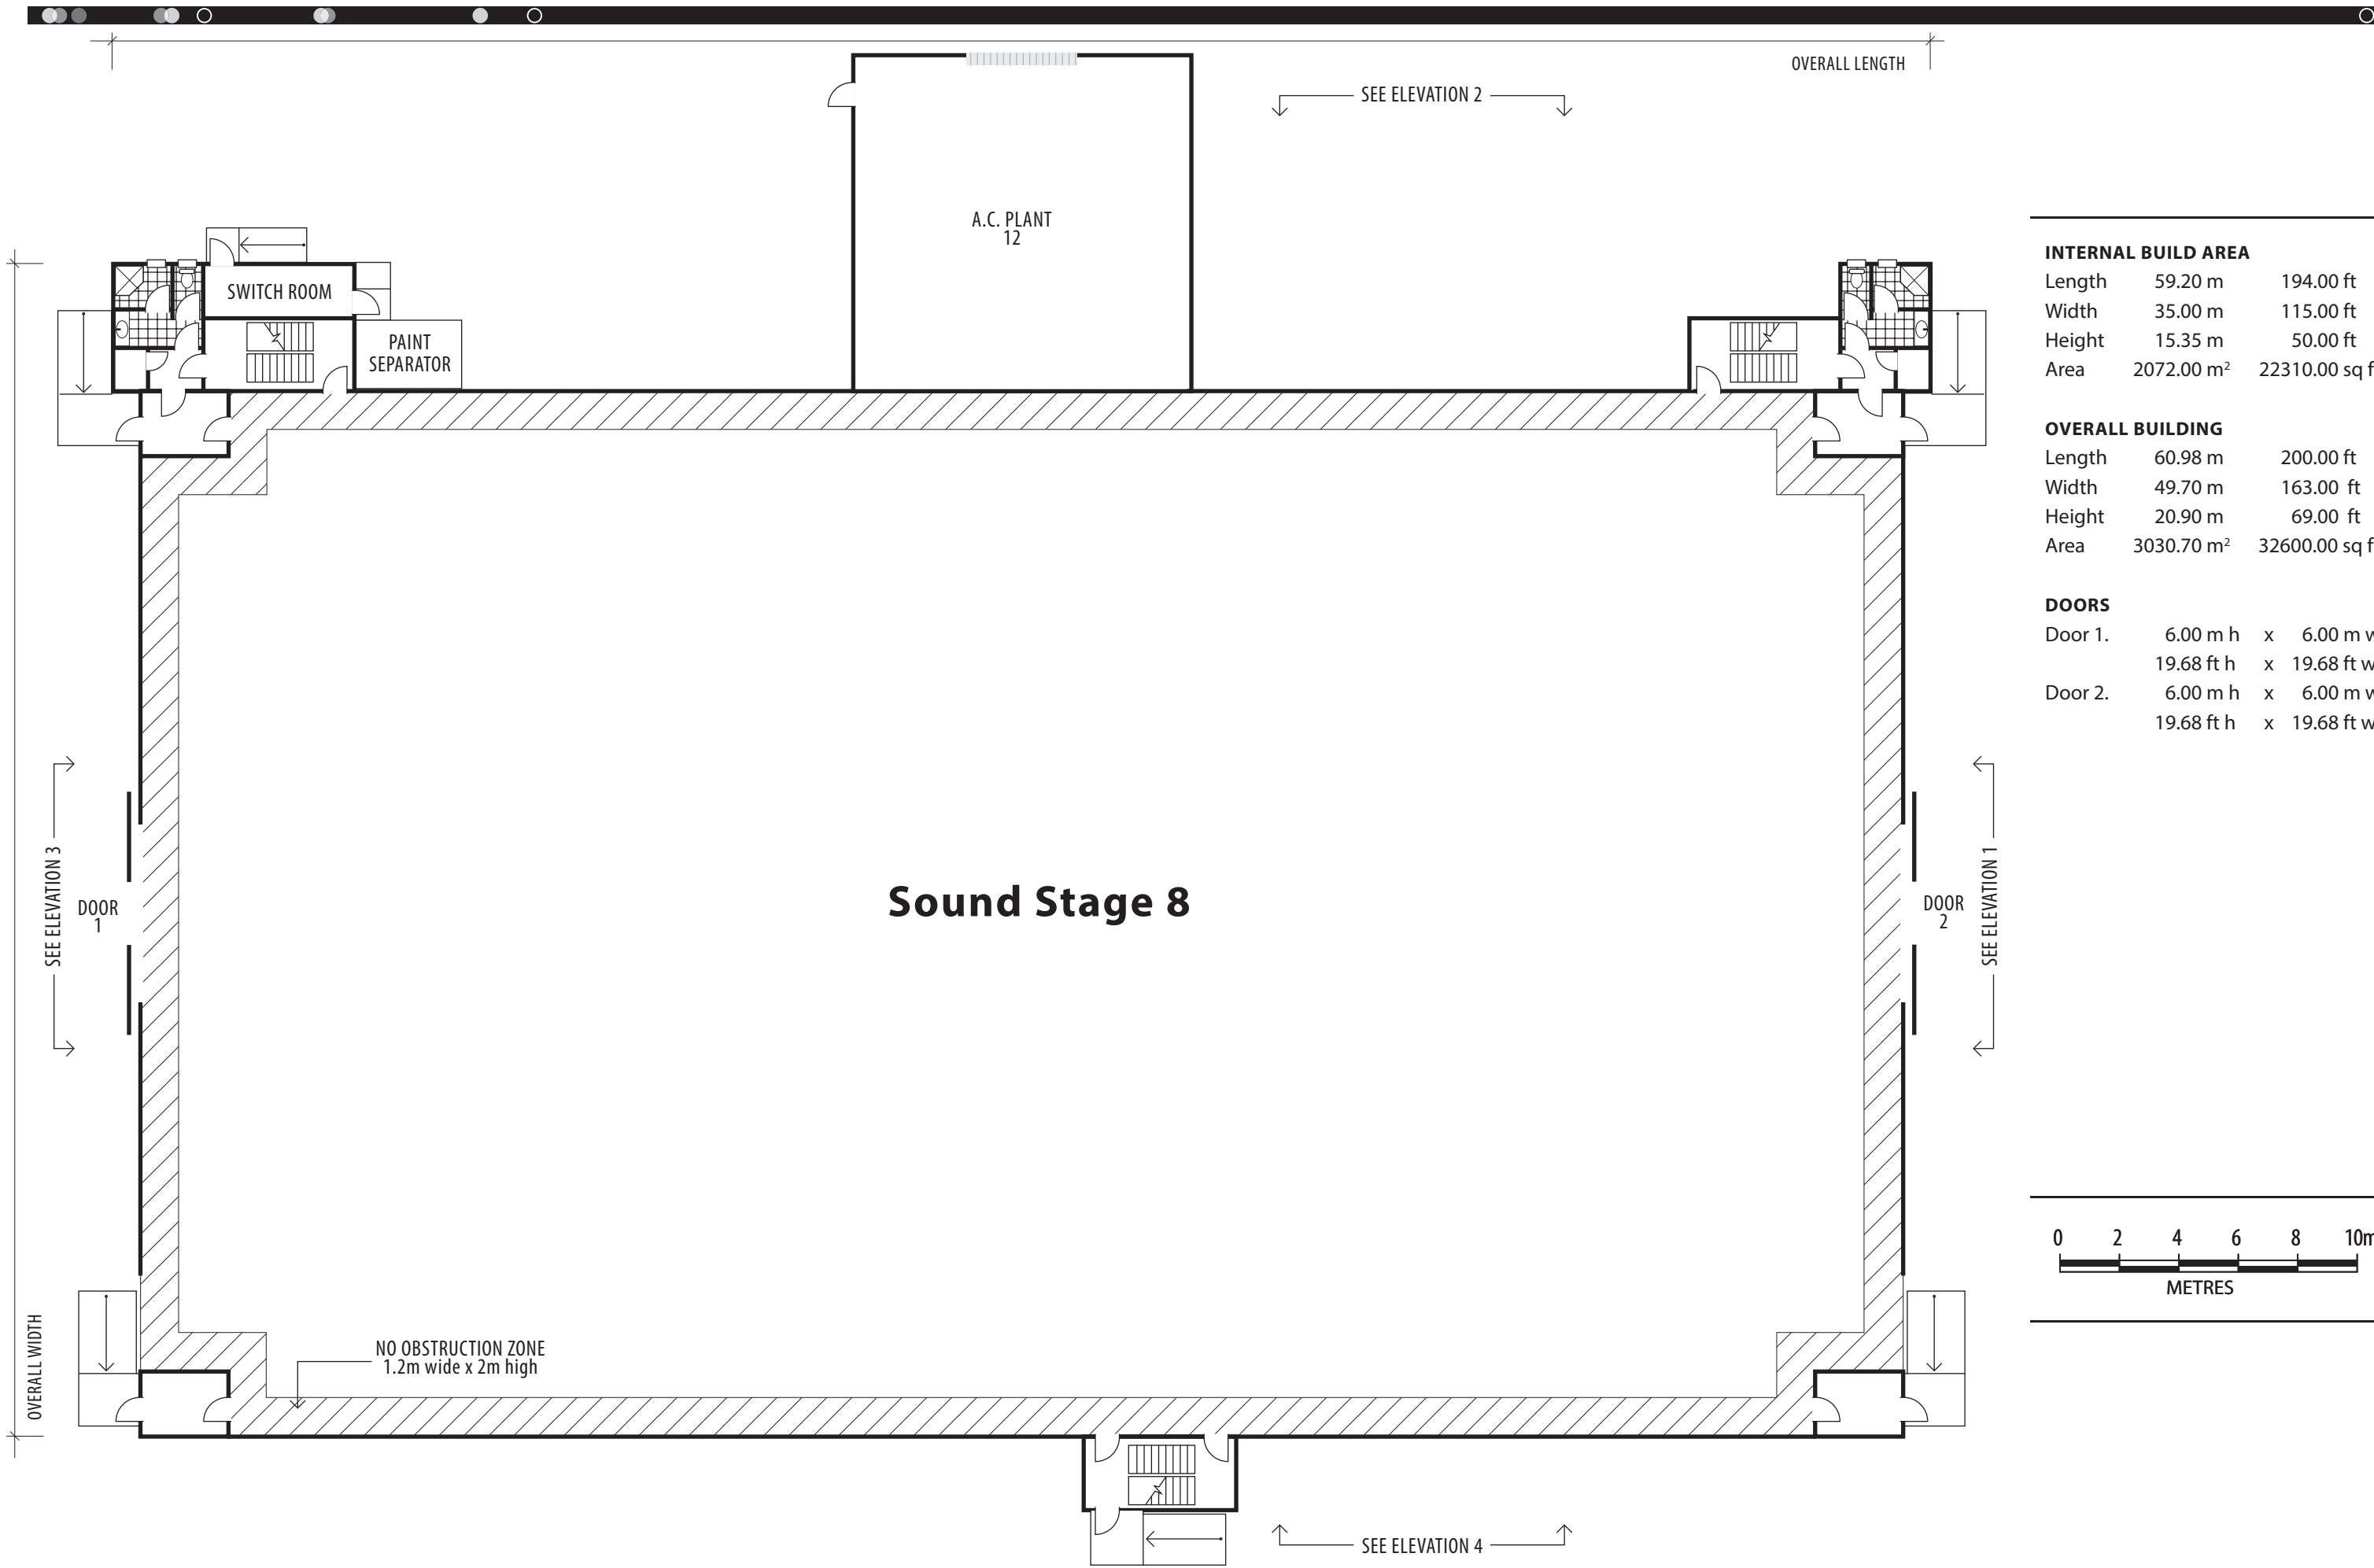 OVERALL LENGTH
SEE ELEVATION 2
A.C. PLANT
12
SWITCH ROOM
PAINT
SEPARATOR
INTERNAL BUILD AREA
Length 59.20 m 194.00 ft
Width 35.00 m 115.00 ft
Height 15.35 m 50.00 ft
Area 2072.00 m² 22310.00 sq f
OVERALL BUILDING
Length 60.98 m 200.00 ft
Width 49.70 m 163.00 ft
Height 20.90 m 69.00 ft
Area 3030.70 m² 32600.00 sq f
DOORS
Door 1. 6.00 m h x 6.00 m w
19.68 ft h x 19.68 ft w
Door 2. 6.00 m h x 6.00 m w
19.68 ft h x 19.68 ft w
SEE ELEVATION 3
DOOR
1
Sound Stage 8
DOOR
2
SEE ELEVATION 1
0 2 4 6 8 10m
METRES
OVERALL WIDTH
NO OBSTRUCTION ZONE
1.2m wide x 2m high
SEE ELEVATION 4